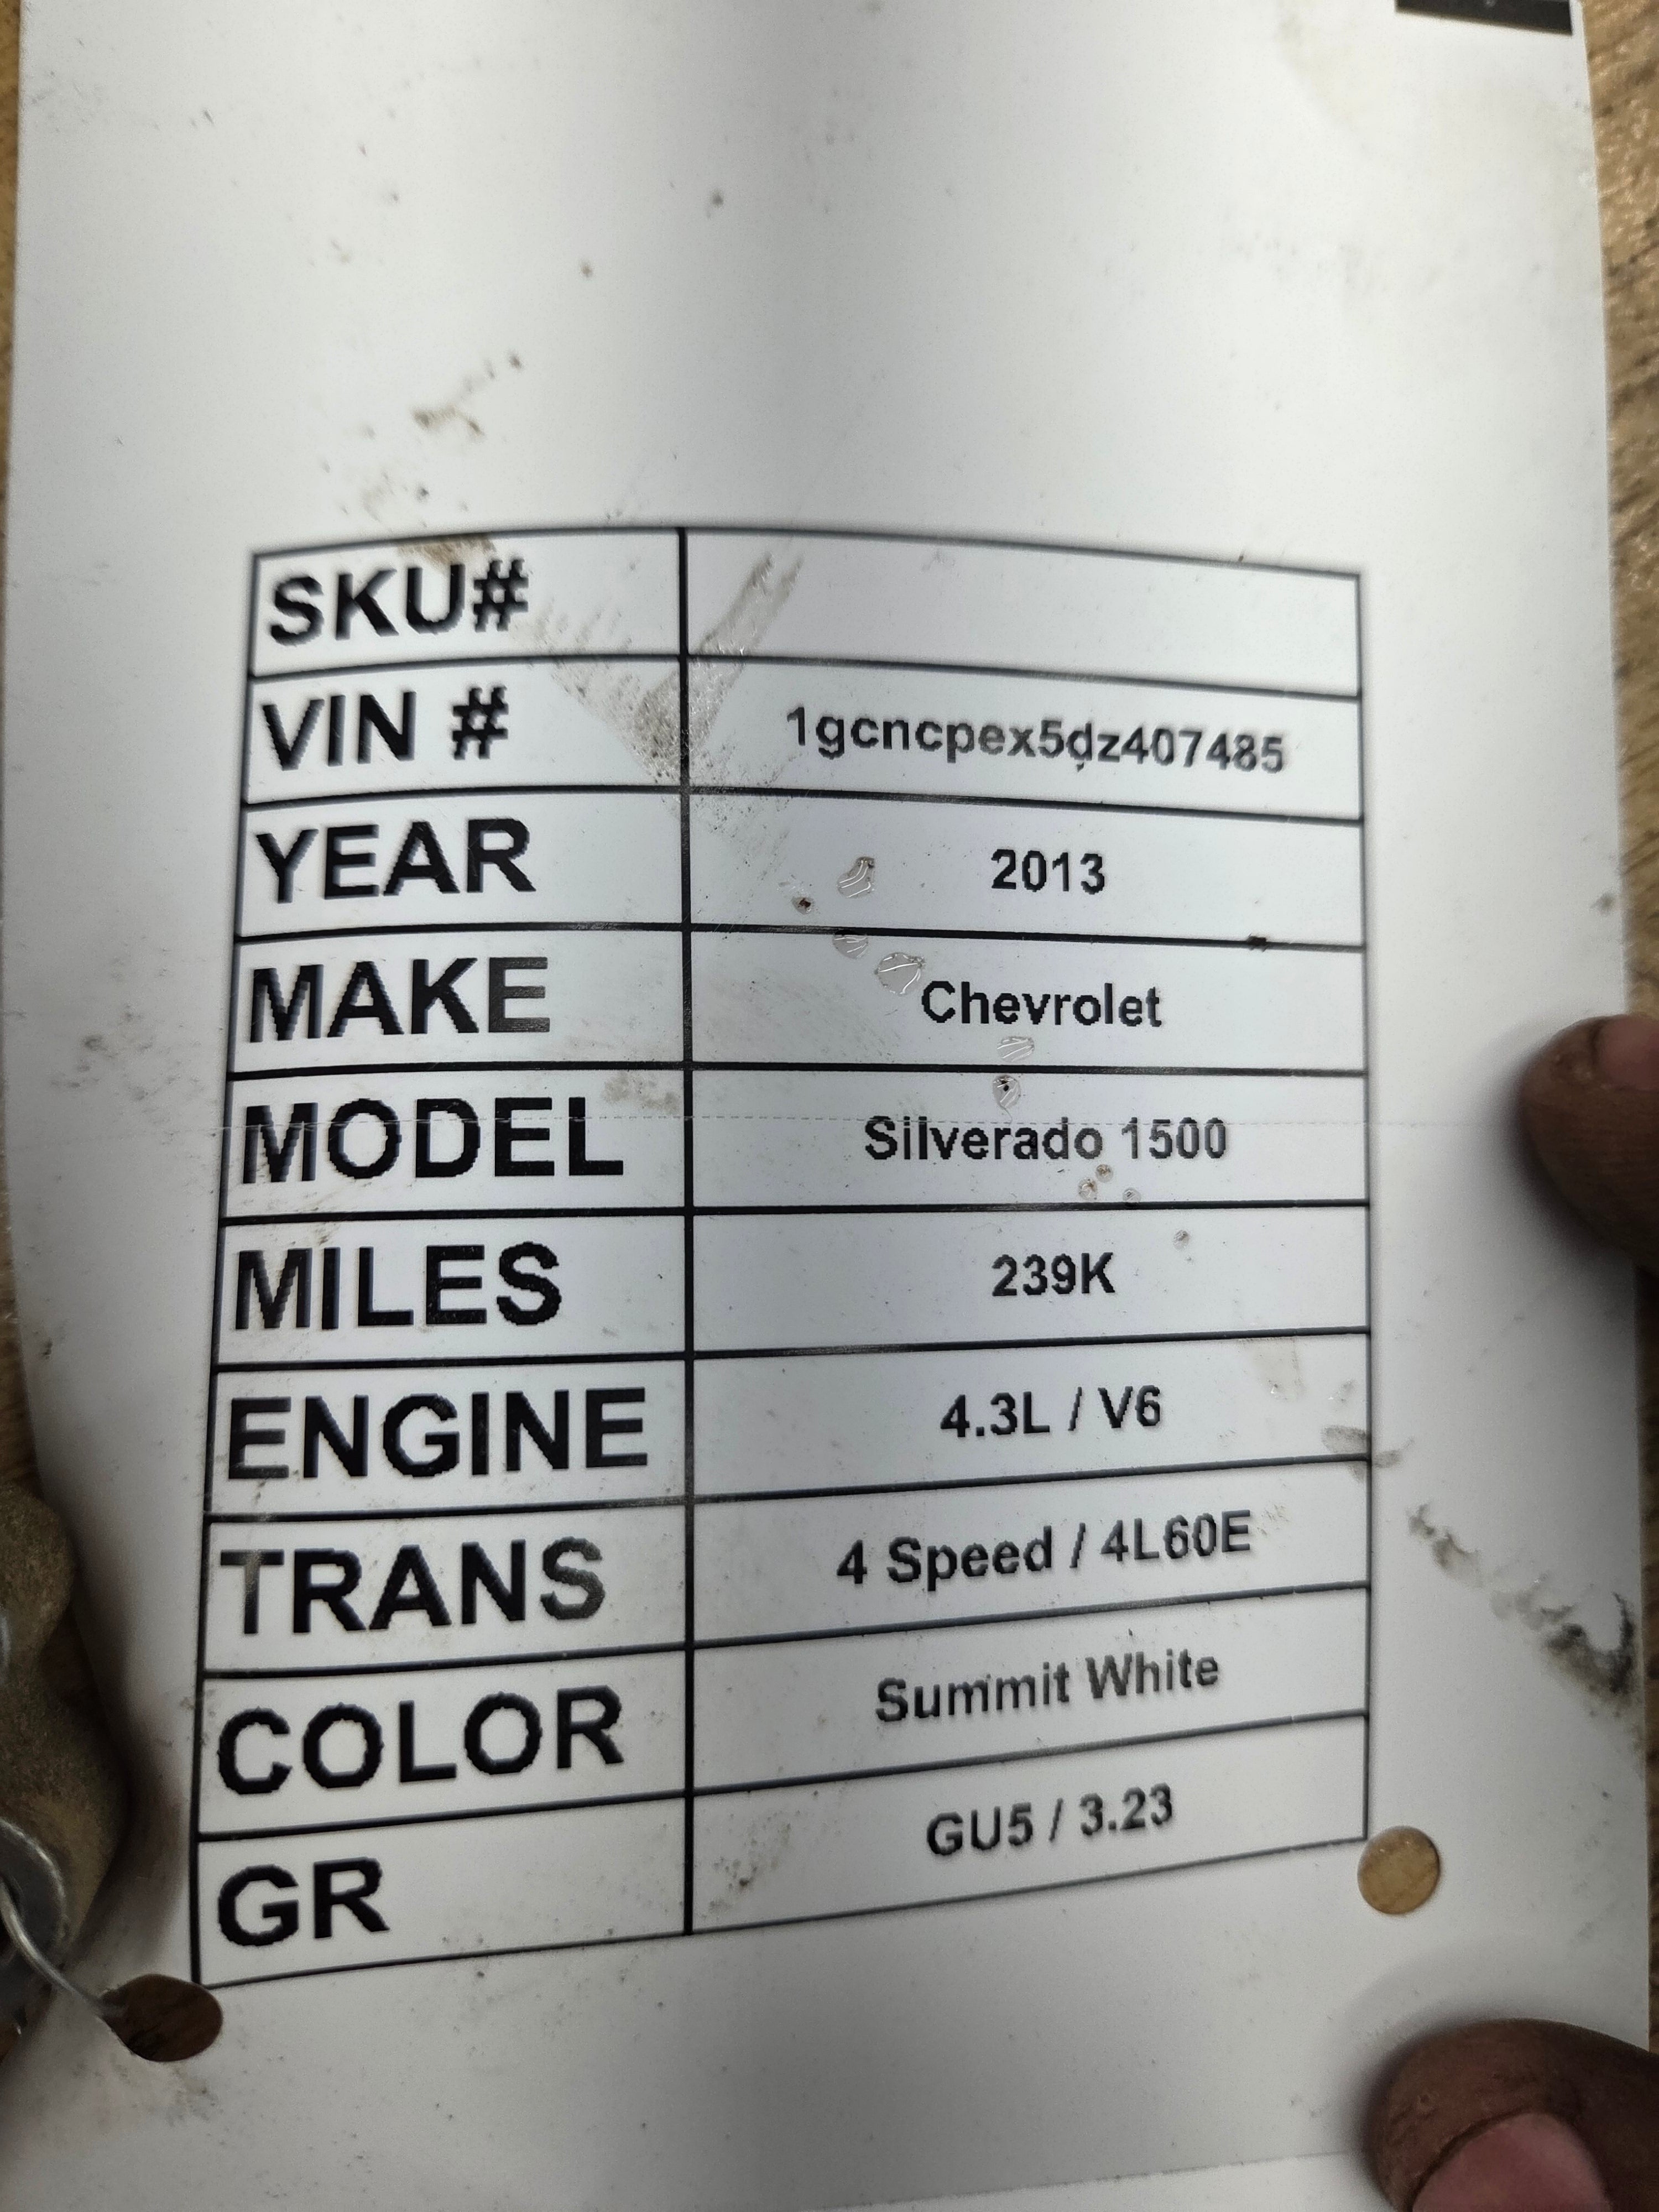 SKU#
VIN # 1gcncpex5dz407485
YEAR 2013
MAKE Chevrolet
MODEL Silverado 1500
MILES 239K
ENGINE 4.3L / V6
TRANS 4 Speed / 4L60E
COLOR Summit White
GR GU5 / 3.23